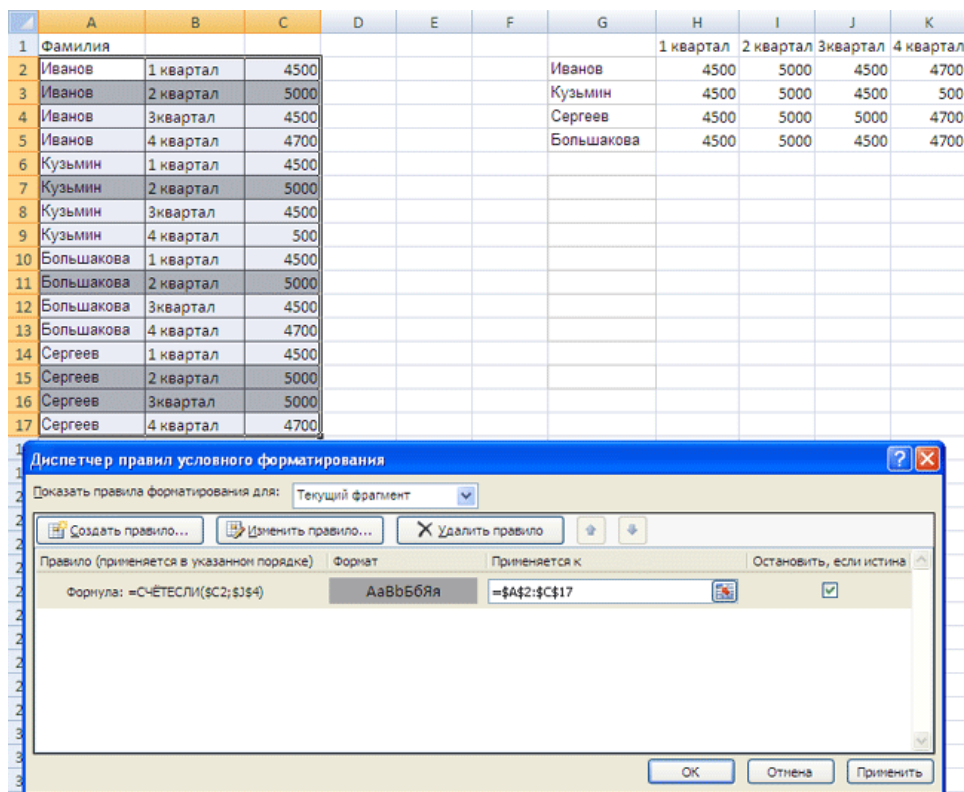 A B C D E F G H I J K
1 Фамилия 1 квартал 2 квартал 3квартал 4 квартал
2 Иванов 1 квартал 4500 Иванов 4500 5000 4500 4700
3 Иванов 2 квартал 5000 Кузьмин 4500 5000 4500 500
4 Иванов 3квартал 4500 Сергеев 4500 5000 5000 4700
5 Иванов 4 квартал 4700 Большакова 4500 5000 4500 4700
6 Кузьмин 1 квартал 4500
7 Кузьмин 2 квартал 5000
8 Кузьмин 3квартал 4500
9 Кузьмин 4 квартал 500
10 Большакова 1 квартал 4500
11 Большакова 2 квартал 5000
12 Большакова 3квартал 4500
13 Большакова 4 квартал 4700
14 Сергеев 1 квартал 4500
15 Сергеев 2 квартал 5000
16 Сергеев 3квартал 5000
17 Сергеев 4 квартал 4700
Диспетчер правил условного форматирования
Показать правила форматирования для: Текущий фрагмент
Создать правило... Изменить правило... Удалить правило
Правило (применяется в указанном порядке) Формат Применяется к Остановить, если истина
Формула: =СЧЁТЕСЛИ($C2;$J$4) АаВbБбЯя =$A$2:$C$17
ОК Отмена Применить